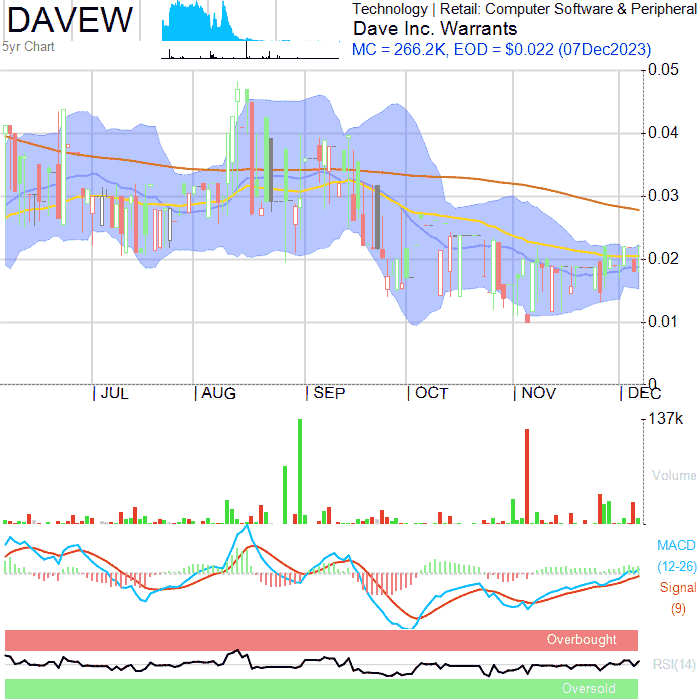 DAVEW
Technology | Retail: Computer Software & Peripheral
Dave Inc. Warrants
5yr Chart
MC = 266.2K, EOD = $0.022 (07Dec2023)
0.05
0.04
0.03
0.02
0.01
0
JUL AUG SEP OCT NOV DEC
137k
Volume
MACD
(12-26)
Signal
(9)
Overbought
RSI(14)
Oversold